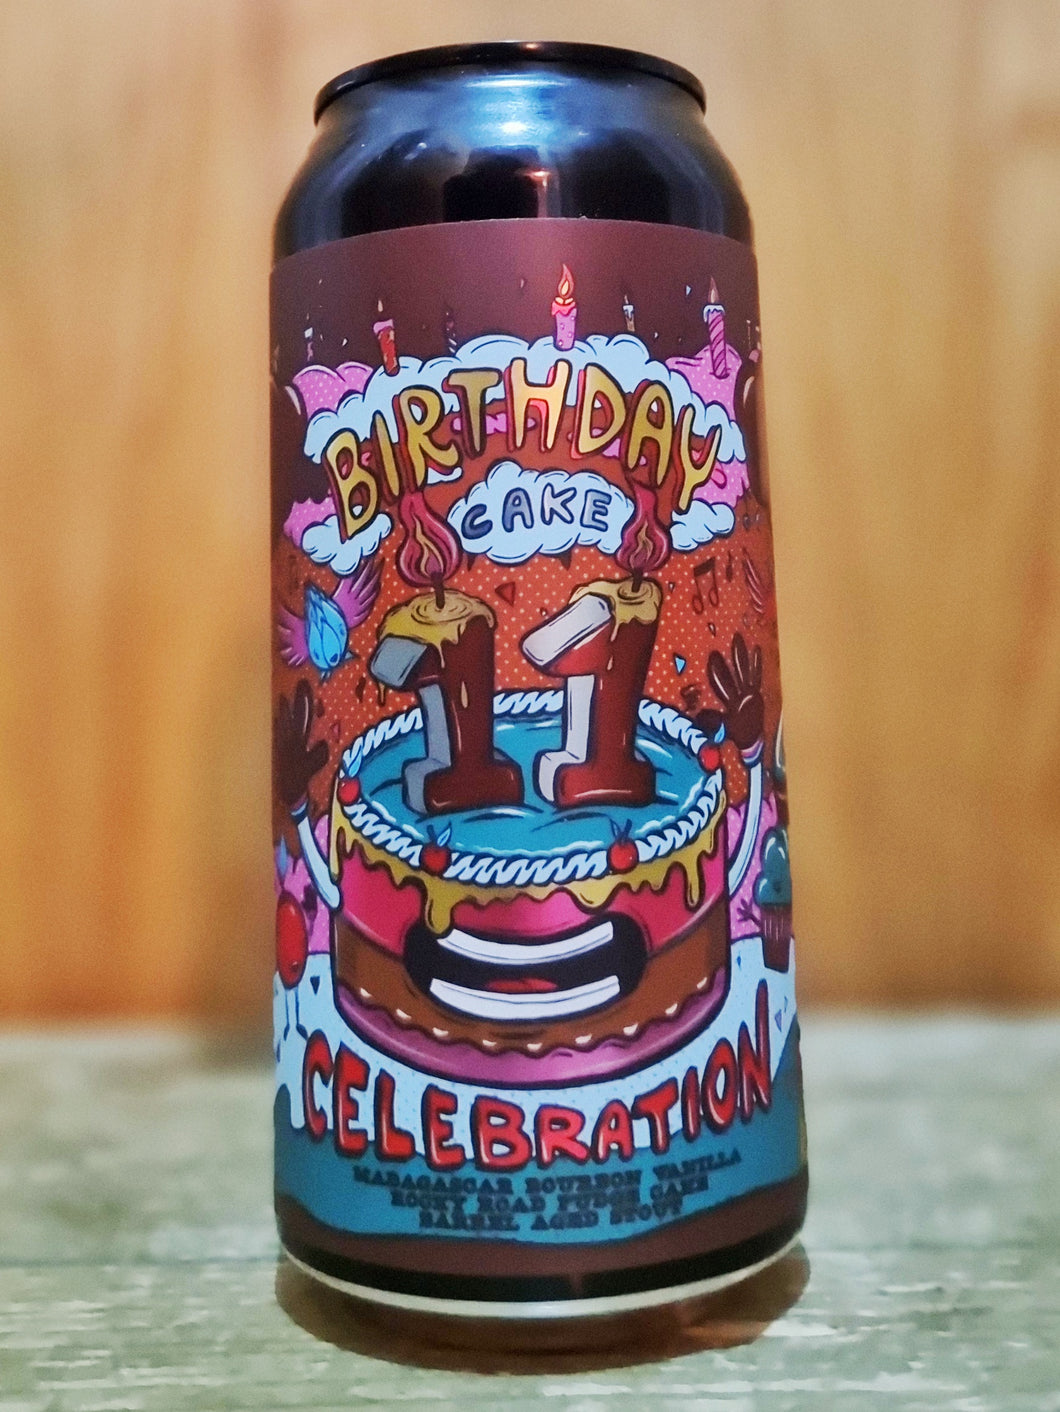 BIRTHDAY
CAKE
11
CELEBRATION
MADAGASCAR BOURBON VANILLA
ROCKY ROAD FUDGE CAKE
BARREL AGED STOUT